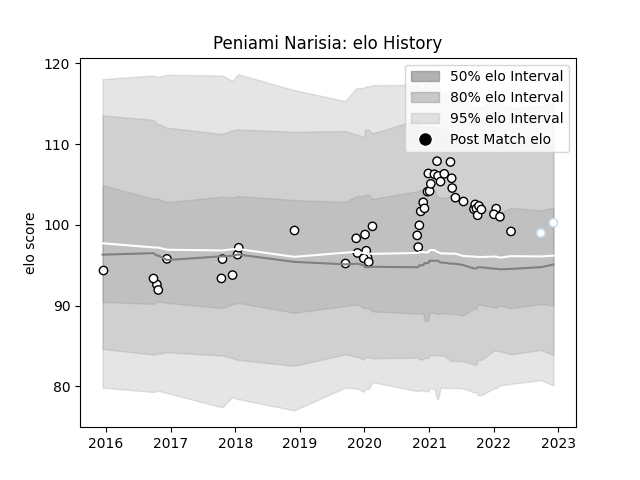 Peniami Narisia: elo History
120
110
100
90
80
elo score
50% elo Interval
80% elo Interval
95% elo Interval
Post Match elo
2016 2017 2018 2019 2020 2021 2022 2023